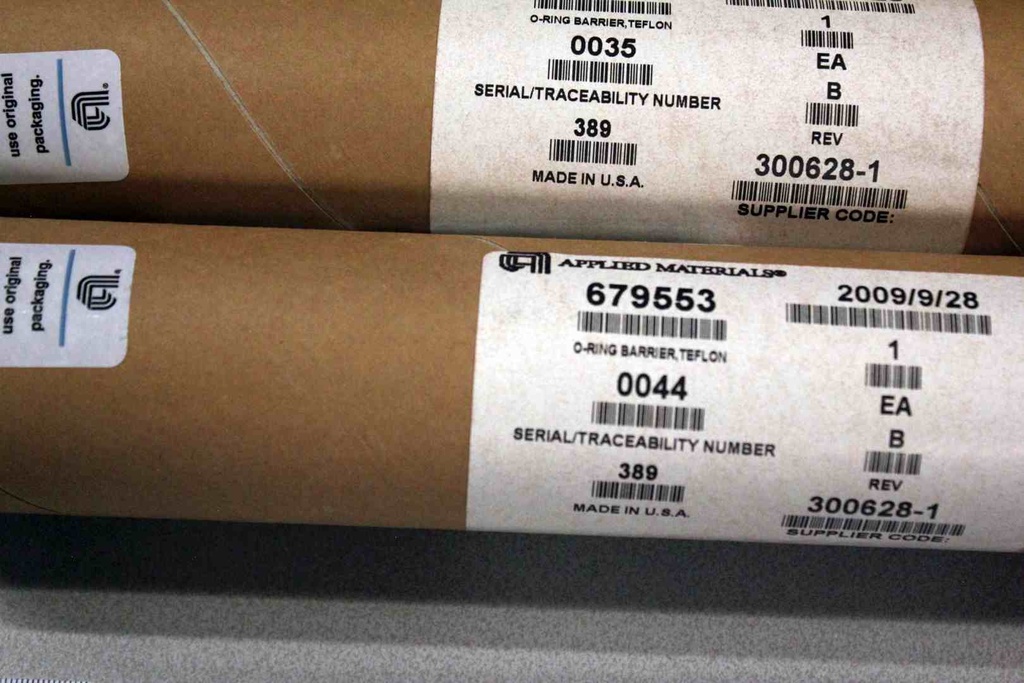 use original
packaging.
O-RING BARRIER, TEFLON
0035
SERIAL/TRACEABILITY NUMBER
389
MADE IN U.S.A.
1
EA
B
REV
300628-1
SUPPLIER CODE:
use original
packaging.
APPLIED MATERIALS®
679553
O-RING BARRIER, TEFLON
0044
SERIAL/TRACEABILITY NUMBER
389
MADE IN U.S.A.
2009/9/28
1
EA
B
REV
300628-1
SUPPLIER CODE: